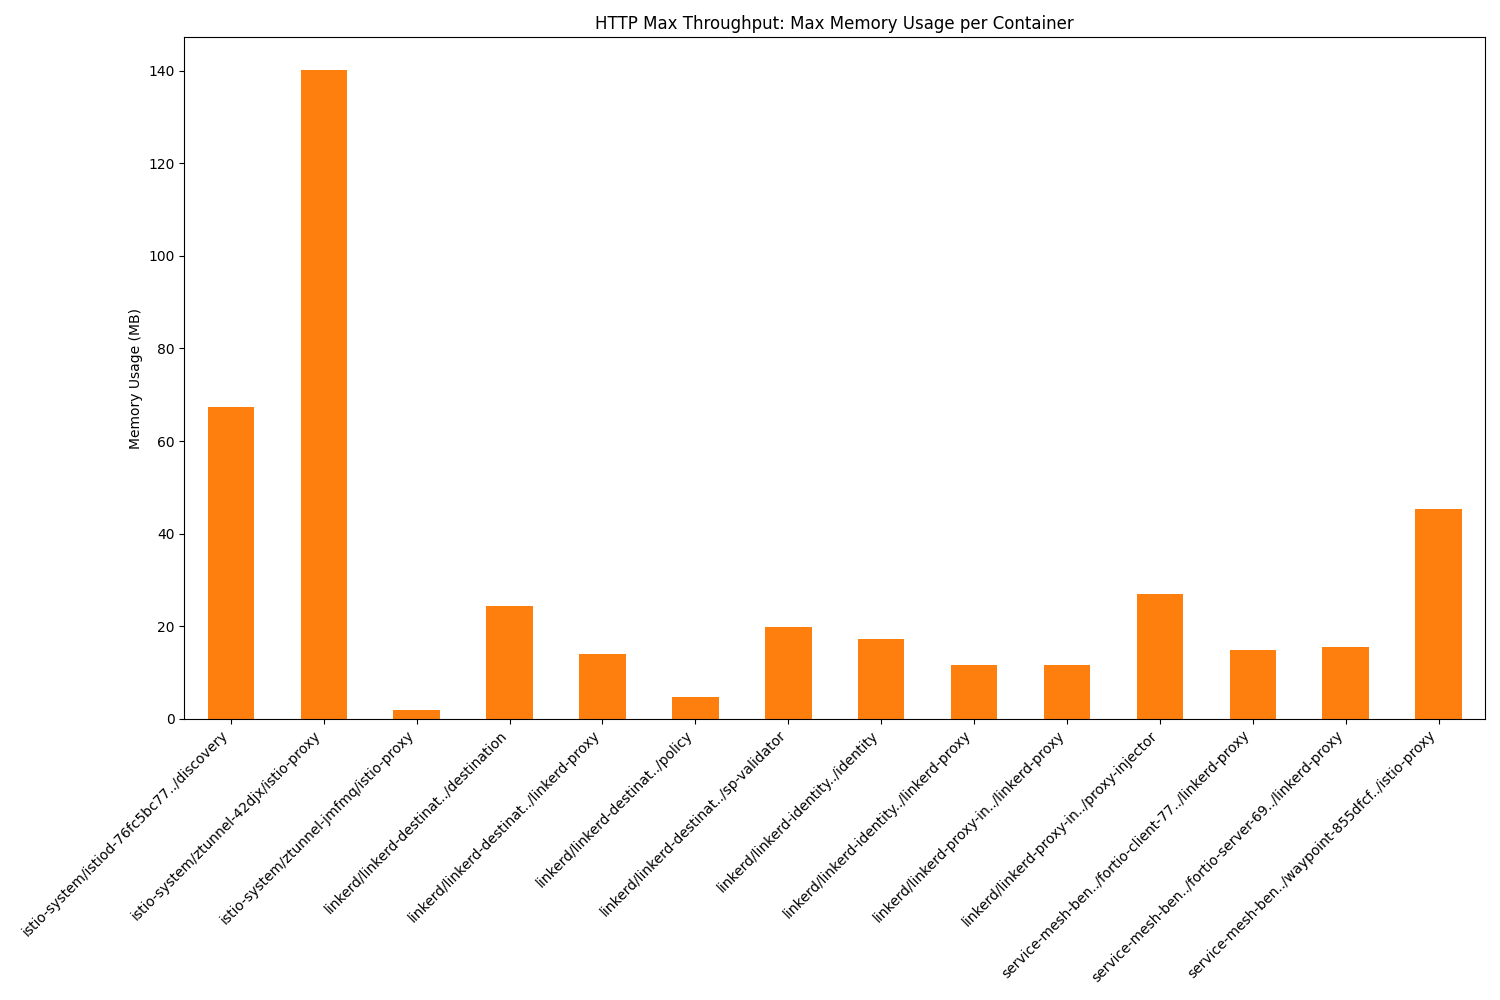 HTTP Max Throughput: Max Memory Usage per Container
Memory Usage (MB)
140
120
100
80
60
40
20
0
istio-system/istiod-76fc5bc77../discovery
istio-system/ztunnel-42djx/istio-proxy
istio-system/ztunnel-jmfmq/istio-proxy
linkerd/linkerd-destinat../destination
linkerd/linkerd-destinat../linkerd-proxy
linkerd/linkerd-destinat../policy
linkerd/linkerd-destinat../sp-validator
linkerd/linkerd-identity../identity
linkerd/linkerd-identity../linkerd-proxy
linkerd/linkerd-proxy-in../linkerd-proxy
linkerd/linkerd-proxy-in../proxy-injector
service-mesh-ben../fortio-client-77../linkerd-proxy
service-mesh-ben../fortio-server-69../linkerd-proxy
service-mesh-ben../waypoint-855dfcf../istio-proxy